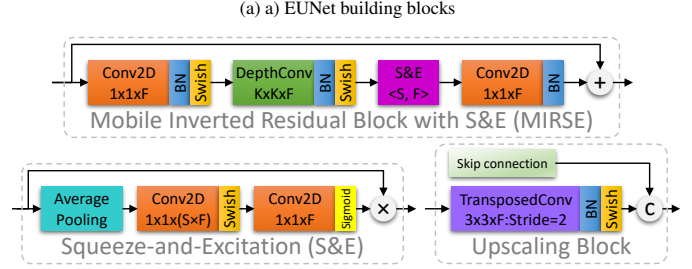 (a) a) EUNet building blocks
Conv2D
1x1xF
BN
Swish
DepthConv
KxKxF
BN
Swish
S&E
<S, F>
Conv2D
1x1xF
BN
+
Mobile Inverted Residual Block with S&E (MIRSE)
Average
Pooling
Conv2D
1x1x(S×F)
Swish
Conv2D
1x1xF
Sigmoid
×
Squeeze-and-Excitation (S&E)
Skip connection
TransposedConv
3x3xF:Stride=2
BN
Swish
C
Upscaling Block